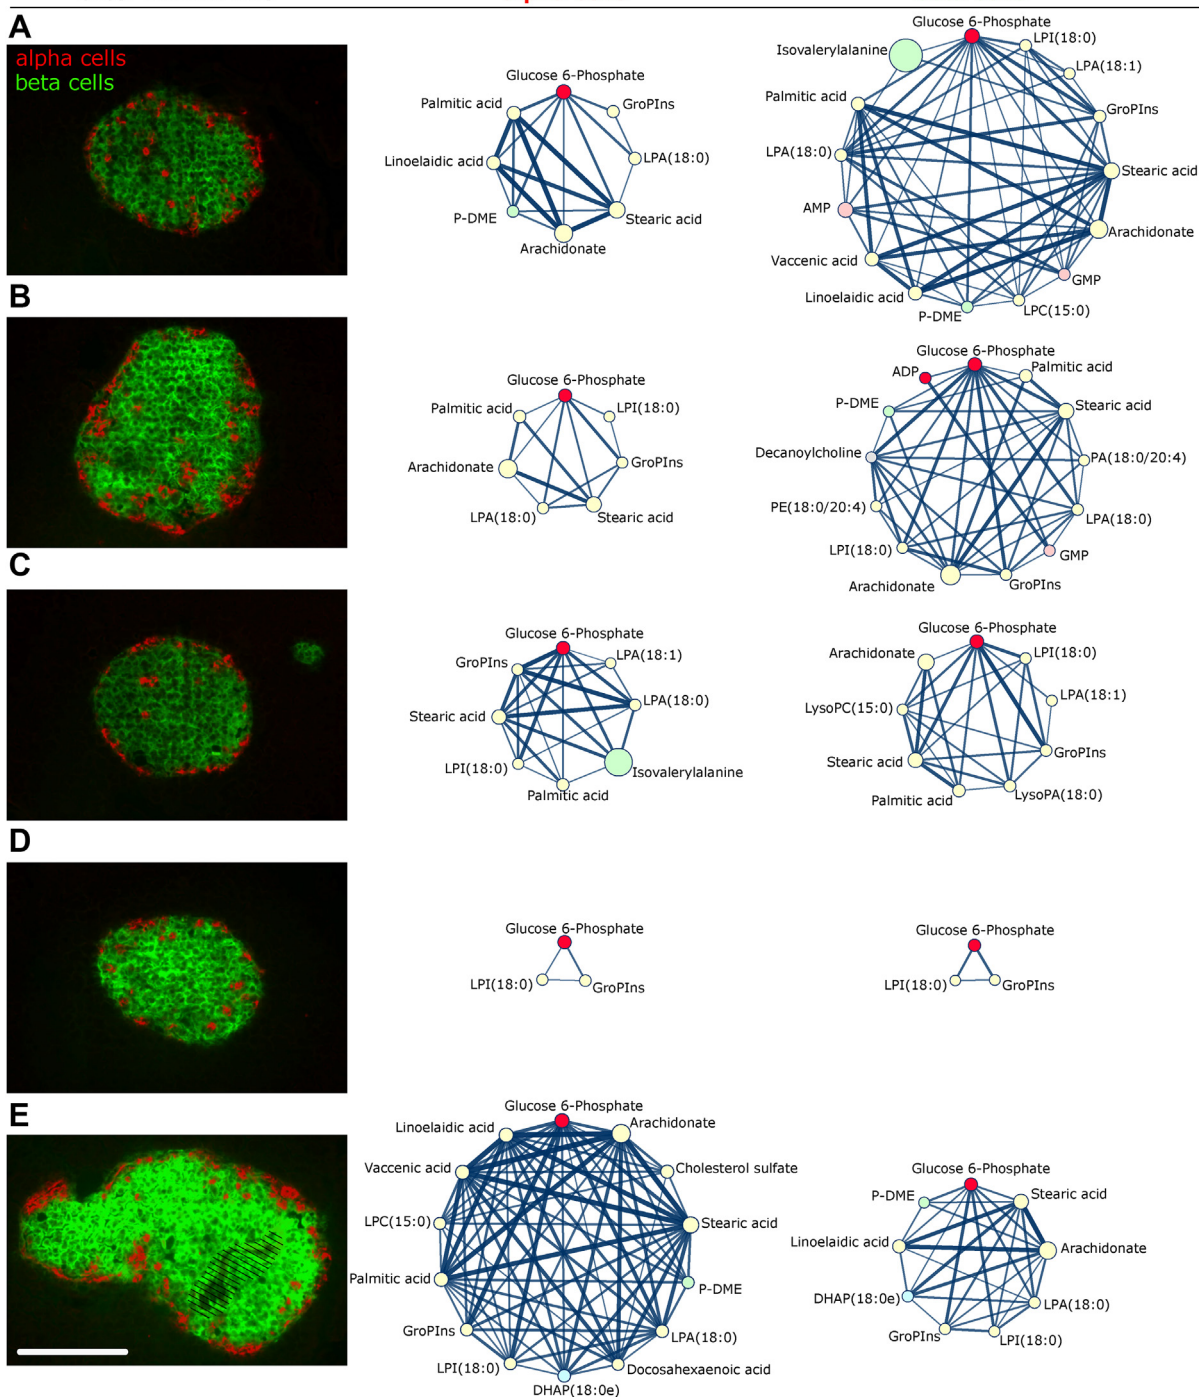 A
alpha cells
beta cells
Glucose 6-Phosphate
Palmitic acid
GroPIns
Linoelaidic acid
LPA(18:0)
P-DME
Stearic acid
Arachidonate
Glucose 6-Phosphate
Isovalerylalanine
LPI(18:0)
LPA(18:1)
Palmitic acid
GroPIns
LPA(18:0)
Stearic acid
AMP
Arachidonate
Vaccenic acid
GMP
Linoelaidic acid
P-DME
LPC(15:0)
B
Glucose 6-Phosphate
Palmitic acid
LPI(18:0)
Arachidonate
GroPIns
LPA(18:0)
Stearic acid
Glucose 6-Phosphate
ADP
Palmitic acid
P-DME
Stearic acid
Decanoylcholine
PA(18:0/20:4)
PE(18:0/20:4)
LPA(18:0)
LPI(18:0)
GMP
Arachidonate
GroPIns
C
Glucose 6-Phosphate
GroPIns
LPA(18:1)
Stearic acid
LPA(18:0)
LPI(18:0)
Isovalerylalanine
Palmitic acid
Glucose 6-Phosphate
Arachidonate
LPI(18:0)
LysoPC(15:0)
LPA(18:1)
Stearic acid
GroPIns
Palmitic acid
LysoPA(18:0)
D
Glucose 6-Phosphate
LPI(18:0)
GroPIns
Glucose 6-Phosphate
LPI(18:0)
GroPIns
E
Glucose 6-Phosphate
Linoelaidic acid
Arachidonate
Vaccenic acid
Cholesterol sulfate
LPC(15:0)
Stearic acid
Palmitic acid
P-DME
GroPIns
LPA(18:0)
LPI(18:0)
Docosahexaenoic acid
DHAP(18:0e)
Glucose 6-Phosphate
P-DME
Stearic acid
Linoelaidic acid
Arachidonate
DHAP(18:0e)
LPA(18:0)
GroPIns
LPI(18:0)